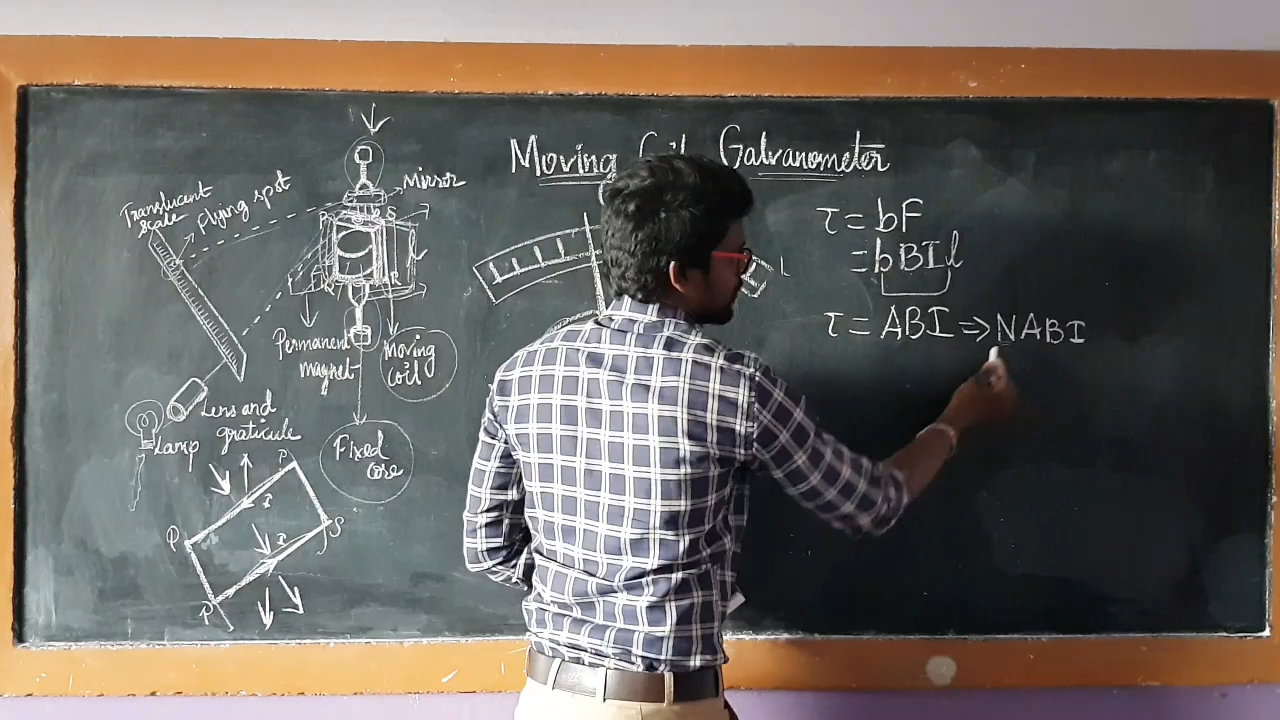 Moving Galvanometer
Mirror
Translucent
Scale
Flying spot
S
Permanent
magnet
Moving
coil
Lens and
graticule
Lamp
Fixed
core
P
I
P
I
S
τ = bF
= bBIl
τ = ABI => NABI